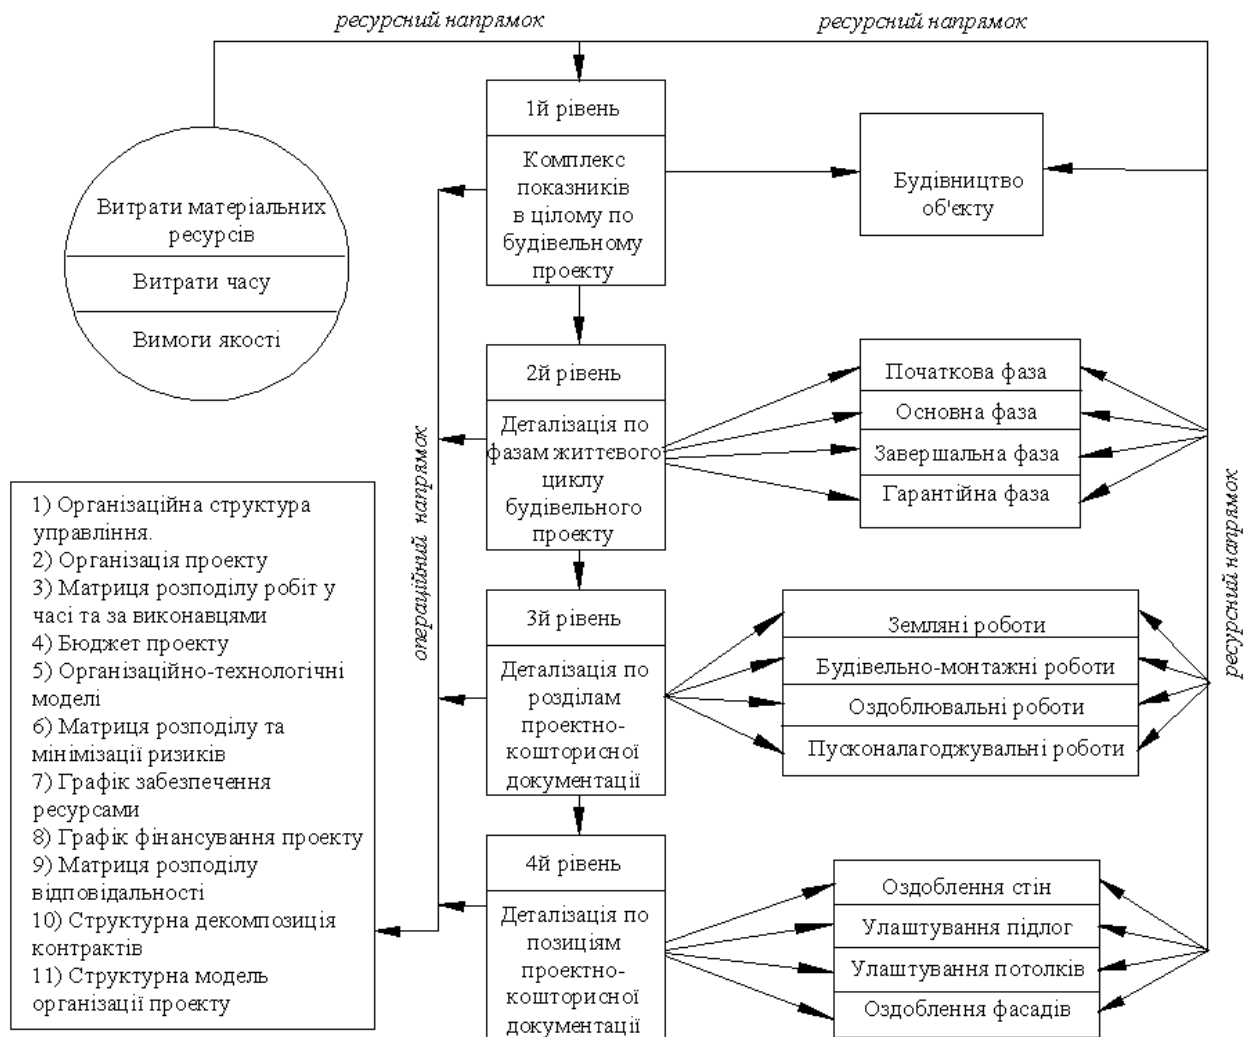 ресурсний напрямок
ресурсний напрямок
Витрати матеріальних
ресурсів
Витрати часу
Вимоги якості
1й рівень
Комплекс
показників
в цілому по
будівельному
проекту
Будівництво
об'єкту
2й рівень
Деталізація по
фазам життєвого
циклу
будівельного
проекту
Початкова фаза
Основна фаза
Завершальна фаза
Гарантійна фаза
операційний напрямок
ресурсний напрямок
3й рівень
Деталізація по
розділам
проектно-
кошторисної
документації
Земляні роботи
Будівельно-монтажні роботи
Оздоблювальні роботи
Пусконалагоджувальні роботи
4й рівень
Деталізація по
позиціям
проектно-
кошторисної
документації
Оздоблення стін
Улаштування підлог
Улаштування потолків
Оздоблення фасадів
1) Організаційна структура
управління.
2) Організація проекту
3) Матриця розподілу робіт у
часі та за виконавцями
4) Бюджет проекту
5) Організаційно-технологічні
моделі
6) Матриця розподілу та
мінімізації ризиків
7) Графік забезпечення
ресурсами
8) Графік фінансування проекту
9) Матриця розподілу
відповідальності
10) Структурна декомпозиція
контрактів
11) Структурна модель
організації проекту